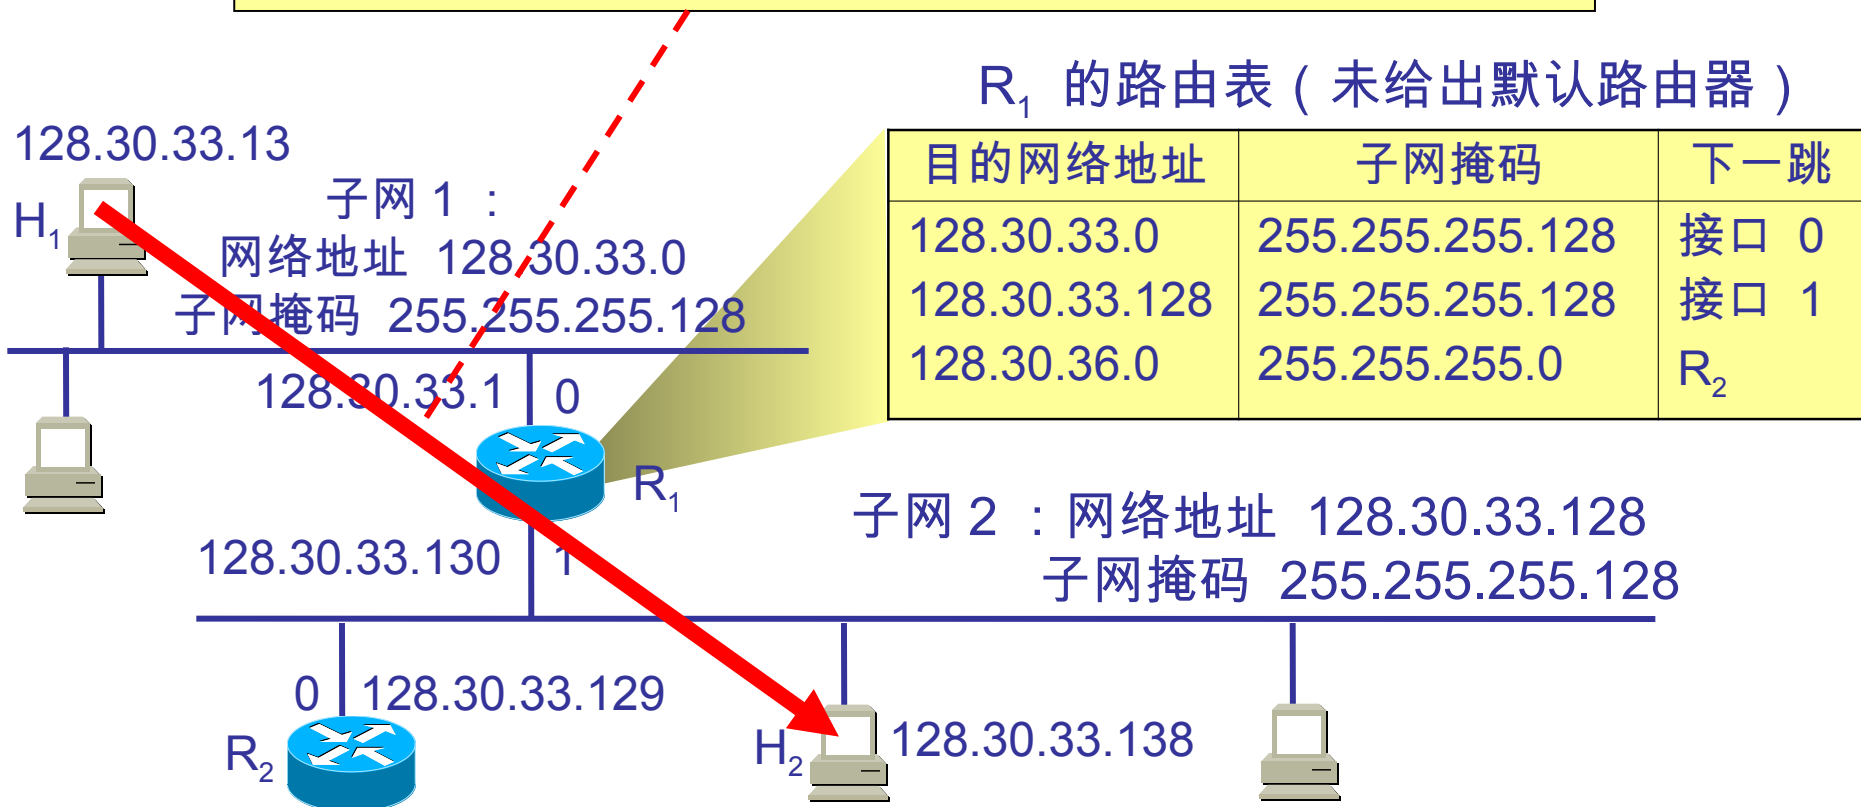 R1 的路由表（未给出默认路由器）
目的网络地址 子网掩码 下一跳
128.30.33.0 255.255.255.128 接口 0
128.30.33.128 255.255.255.128 接口 1
128.30.36.0 255.255.255.0 R2
128.30.33.13
H1
子网 1 ：
网络地址 128.30.33.0
子网掩码 255.255.255.128
128.30.33.1 0
R1
128.30.33.130 1
子网 2 ：网络地址 128.30.33.128
子网掩码 255.255.255.128
0 128.30.33.129
R2
H2 128.30.33.138